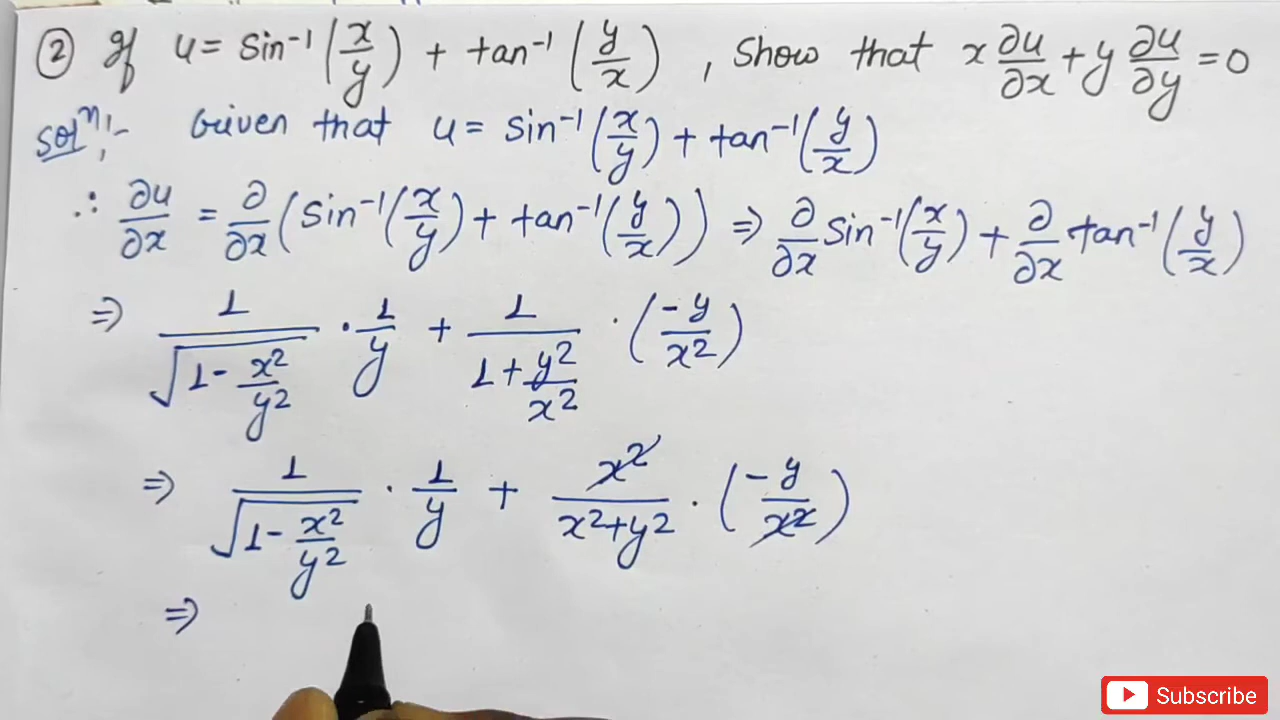 ② If u = sin⁻¹(x/y) + tan⁻¹(y/x), Show that x ∂u/∂x + y ∂u/∂y = 0
Solⁿ:- Given that u = sin⁻¹(x/y) + tan⁻¹(y/x)
∴ ∂u/∂x = ∂/∂x (sin⁻¹(x/y) + tan⁻¹(y/x)) ⇒ ∂/∂x sin⁻¹(x/y) + ∂/∂x tan⁻¹(y/x)
⇒ 1/√(1 - x²/y²) · 1/y + 1/(1 + y²/x²) · (-y/x²)
⇒ 1/√(1 - x²/y²) · 1/y + x²/(x²+y²) · (-y/x²)
⇒
Subscribe